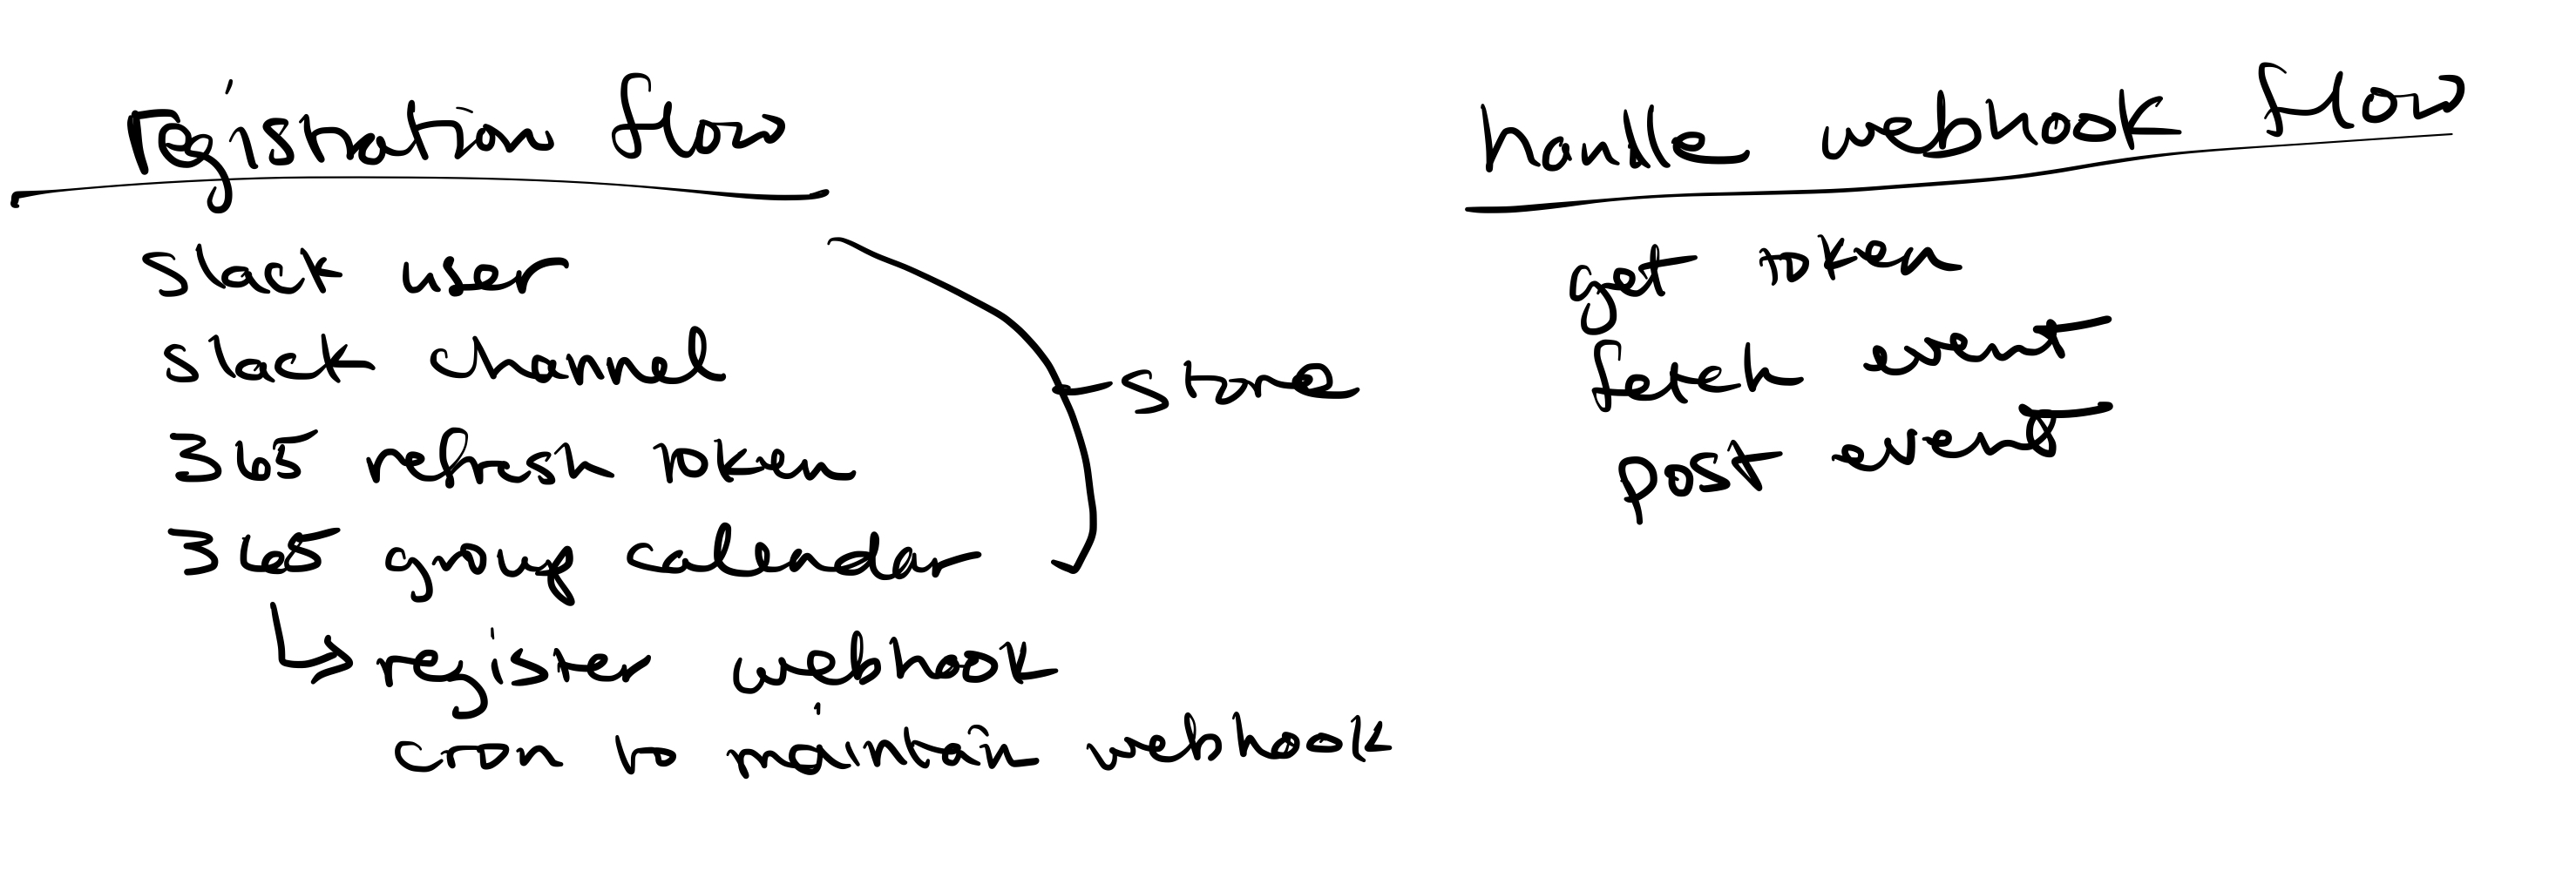 registration flow
slack user
slack channel
365 refresh token
365 group calendar
register webhook
cron to maintain webhook
store
handle webhook flow
get token
fetch event
post event